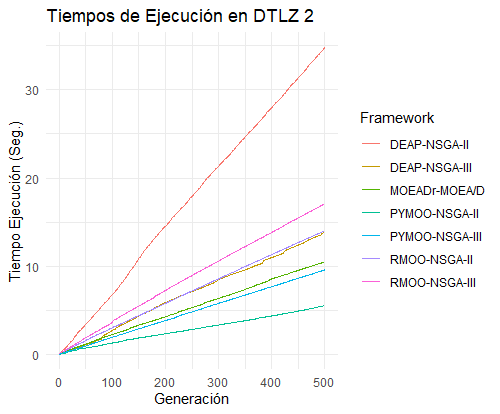 Tiempos de Ejecución en DTLZ 2
Tiempo Ejecución (Seg.)
30
20
10
0
0 100 200 300 400 500
Generación
Framework
DEAP-NSGA-II
DEAP-NSGA-III
MOEADr-MOEA/D
PYMOO-NSGA-II
PYMOO-NSGA-III
RMOO-NSGA-II
RMOO-NSGA-III